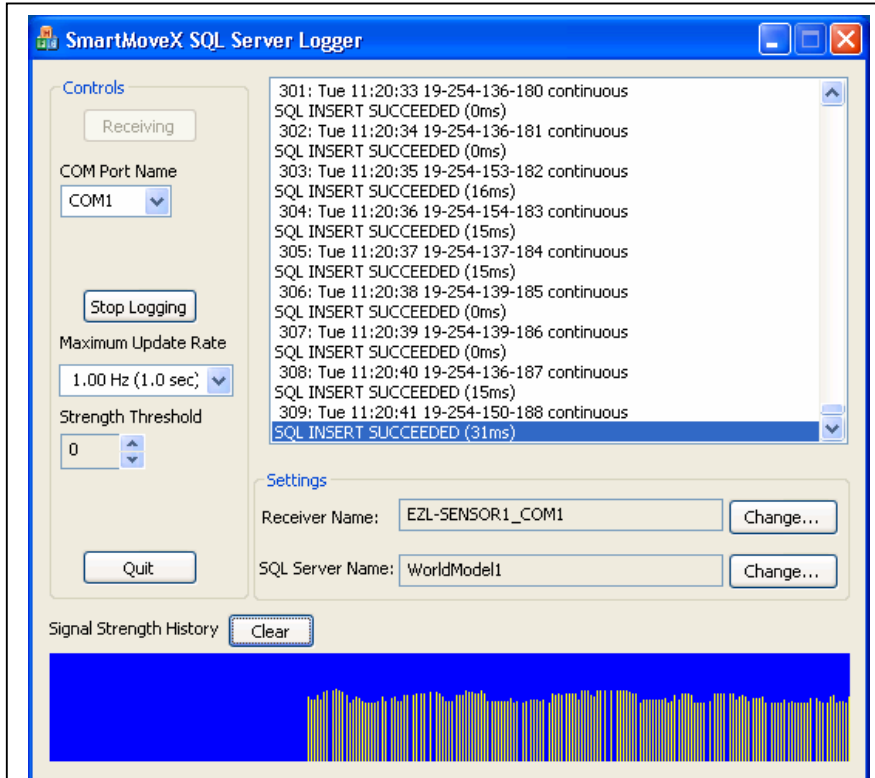 SmartMoveX SQL Server Logger
Controls
Receiving
COM Port Name
COM1
Stop Logging
Maximum Update Rate
1.00 Hz (1.0 sec)
Strength Threshold
0
Quit
301: Tue 11:20:33 19-254-136-180 continuous
SQL INSERT SUCCEEDED (0ms)
302: Tue 11:20:34 19-254-136-181 continuous
SQL INSERT SUCCEEDED (0ms)
303: Tue 11:20:35 19-254-153-182 continuous
SQL INSERT SUCCEEDED (16ms)
304: Tue 11:20:36 19-254-154-183 continuous
SQL INSERT SUCCEEDED (15ms)
305: Tue 11:20:37 19-254-137-184 continuous
SQL INSERT SUCCEEDED (15ms)
306: Tue 11:20:38 19-254-139-185 continuous
SQL INSERT SUCCEEDED (0ms)
307: Tue 11:20:39 19-254-139-186 continuous
SQL INSERT SUCCEEDED (0ms)
308: Tue 11:20:40 19-254-136-187 continuous
SQL INSERT SUCCEEDED (15ms)
309: Tue 11:20:41 19-254-150-188 continuous
SQL INSERT SUCCEEDED (31ms)
Settings
Receiver Name: EZL-SENSOR1_COM1 Change...
SQL Server Name: WorldModel1 Change...
Signal Strength History Clear